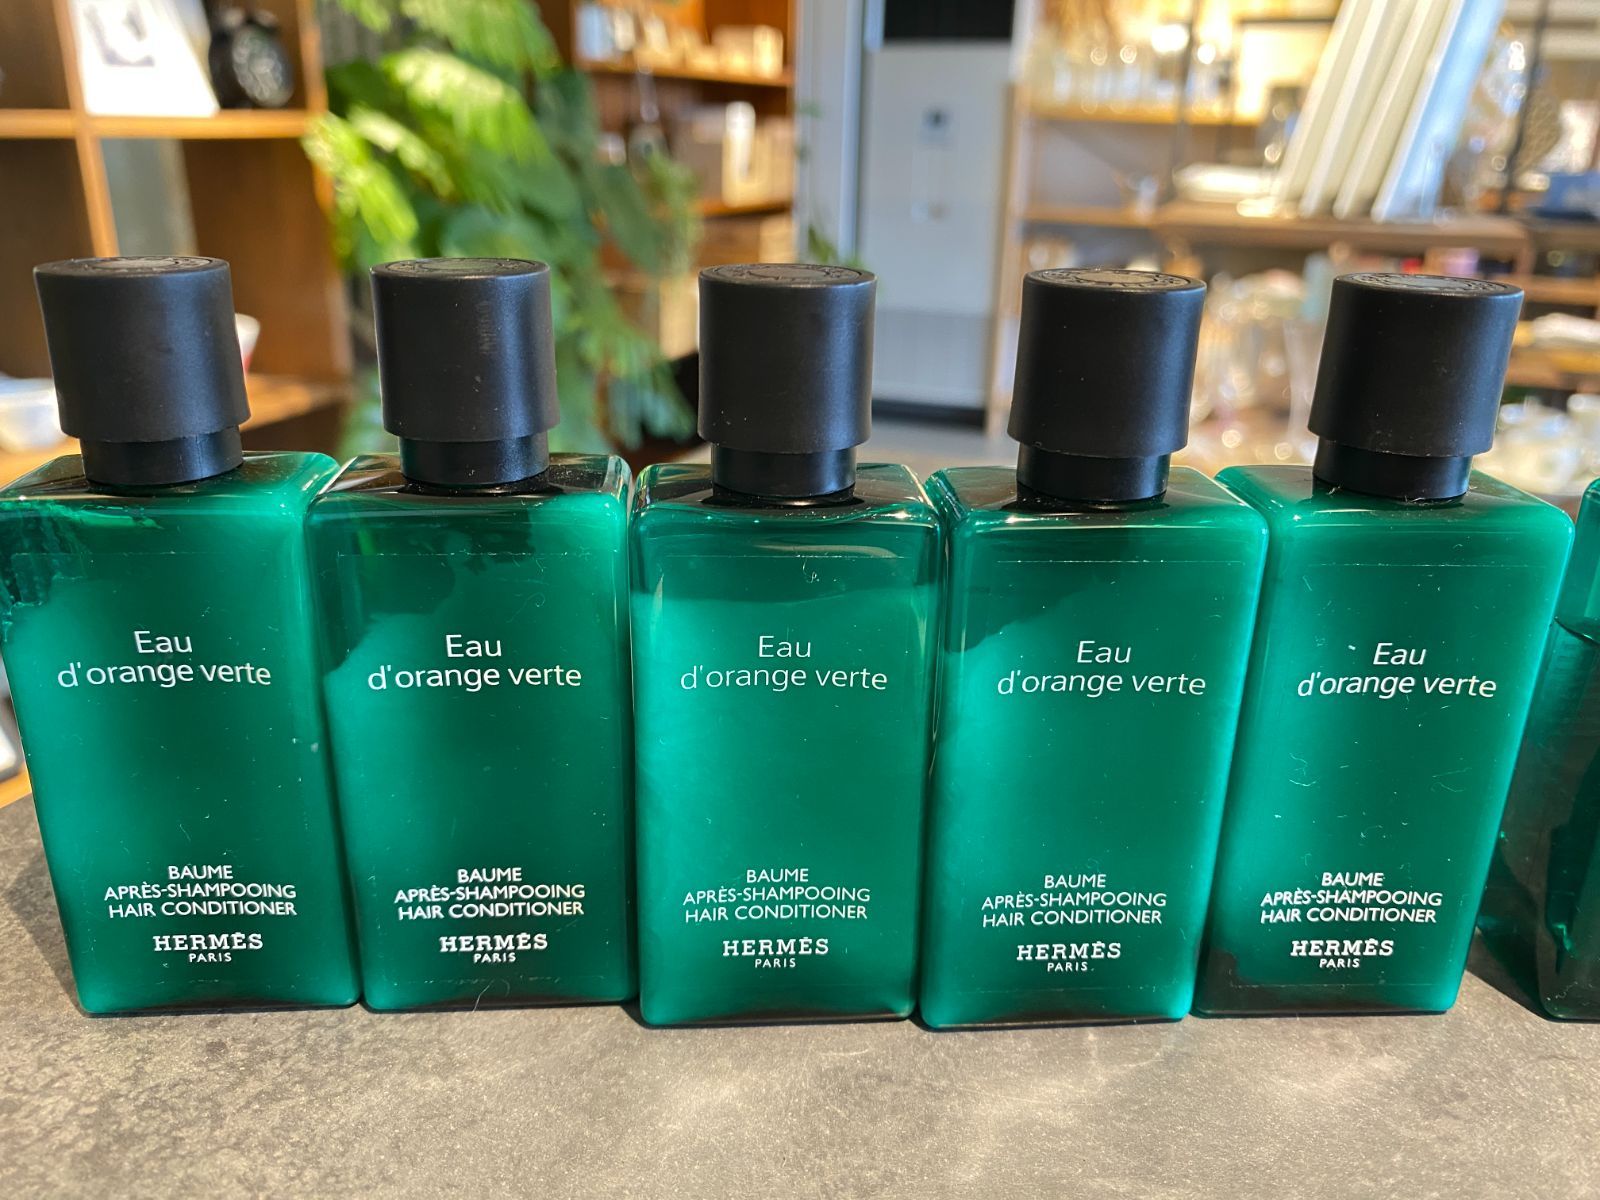 Eau
d'orange verte
BAUME
APRÈS-SHAMPOOING
HAIR CONDITIONER
HERMÈS
PARIS
Eau
d'orange verte
BAUME
APRÈS-SHAMPOOING
HAIR CONDITIONER
HERMÈS
PARIS
Eau
d'orange verte
BAUME
APRÈS-SHAMPOOING
HAIR CONDITIONER
HERMÈS
PARIS
Eau
d'orange verte
BAUME
APRÈS-SHAMPOOING
HAIR CONDITIONER
HERMÈS
PARIS
Eau
d'orange verte
BAUME
APRÈS-SHAMPOOING
HAIR CONDITIONER
HERMÈS
PARIS